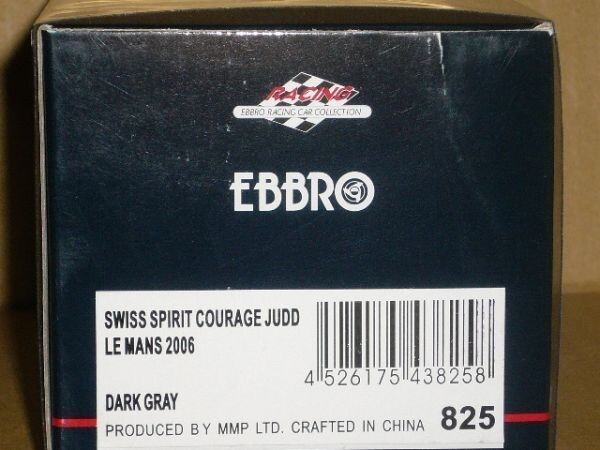 RACING
EBBRO RACING CAR COLLECTION
EBBRO
SWISS SPIRIT COURAGE JUDD
LE MANS 2006
4 526175 438258
DARK GRAY
PRODUCED BY MMP LTD. CRAFTED IN CHINA 825